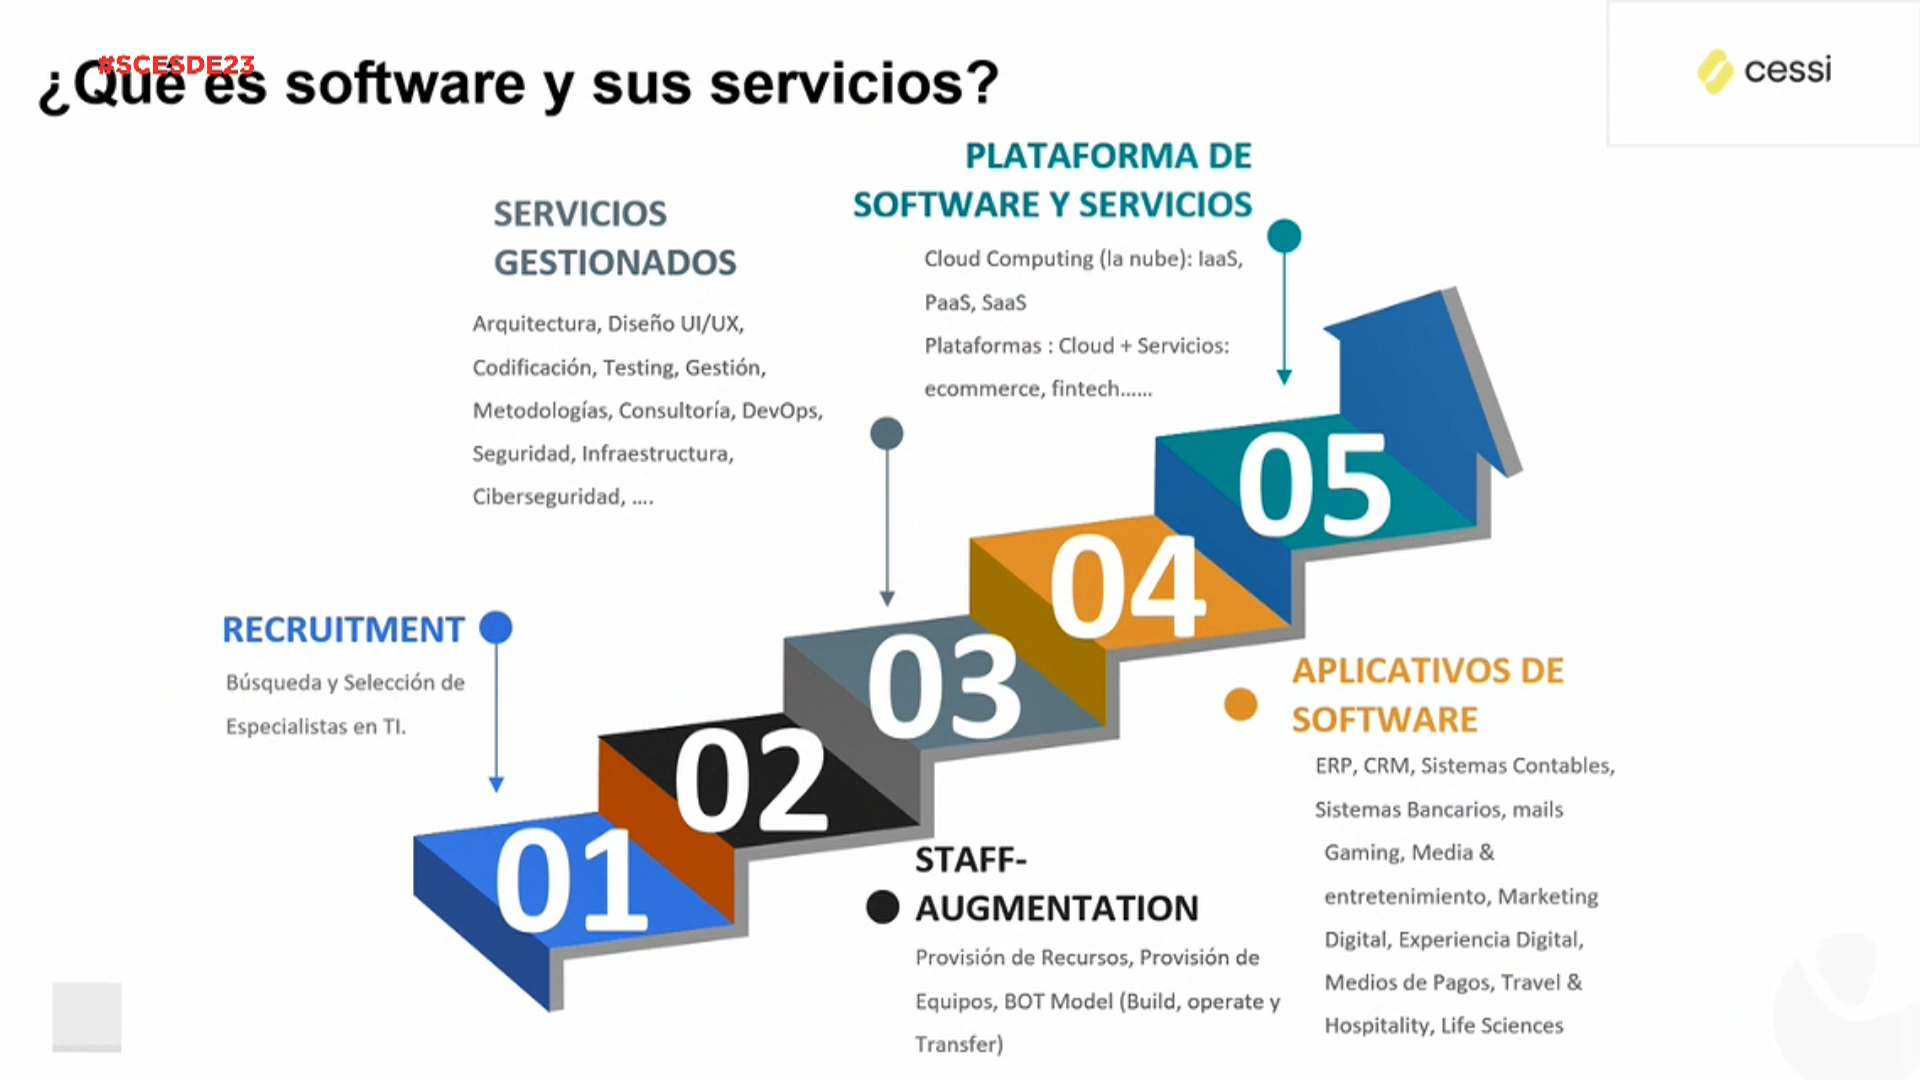 #SCESDE23
¿Qué es software y sus servicios?
cessi
PLATAFORMA DE
SOFTWARE Y SERVICIOS
Cloud Computing (la nube): IaaS,
PaaS, SaaS
Plataformas : Cloud + Servicios:
ecommerce, fintech......
SERVICIOS
GESTIONADOS
Arquitectura, Diseño UI/UX,
Codificación, Testing, Gestión,
Metodologías, Consultoría, DevOps,
Seguridad, Infraestructura,
Ciberseguridad, ....
RECRUITMENT
Búsqueda y Selección de
Especialistas en TI.
05
04
03
02
01
APLICATIVOS DE
SOFTWARE
ERP, CRM, Sistemas Contables,
Sistemas Bancarios, mails
Gaming, Media &
entretenimiento, Marketing
Digital, Experiencia Digital,
Medios de Pagos, Travel &
Hospitality, Life Sciences
STAFF-
AUGMENTATION
Provisión de Recursos, Provisión de
Equipos, BOT Model (Build, operate y
Transfer)